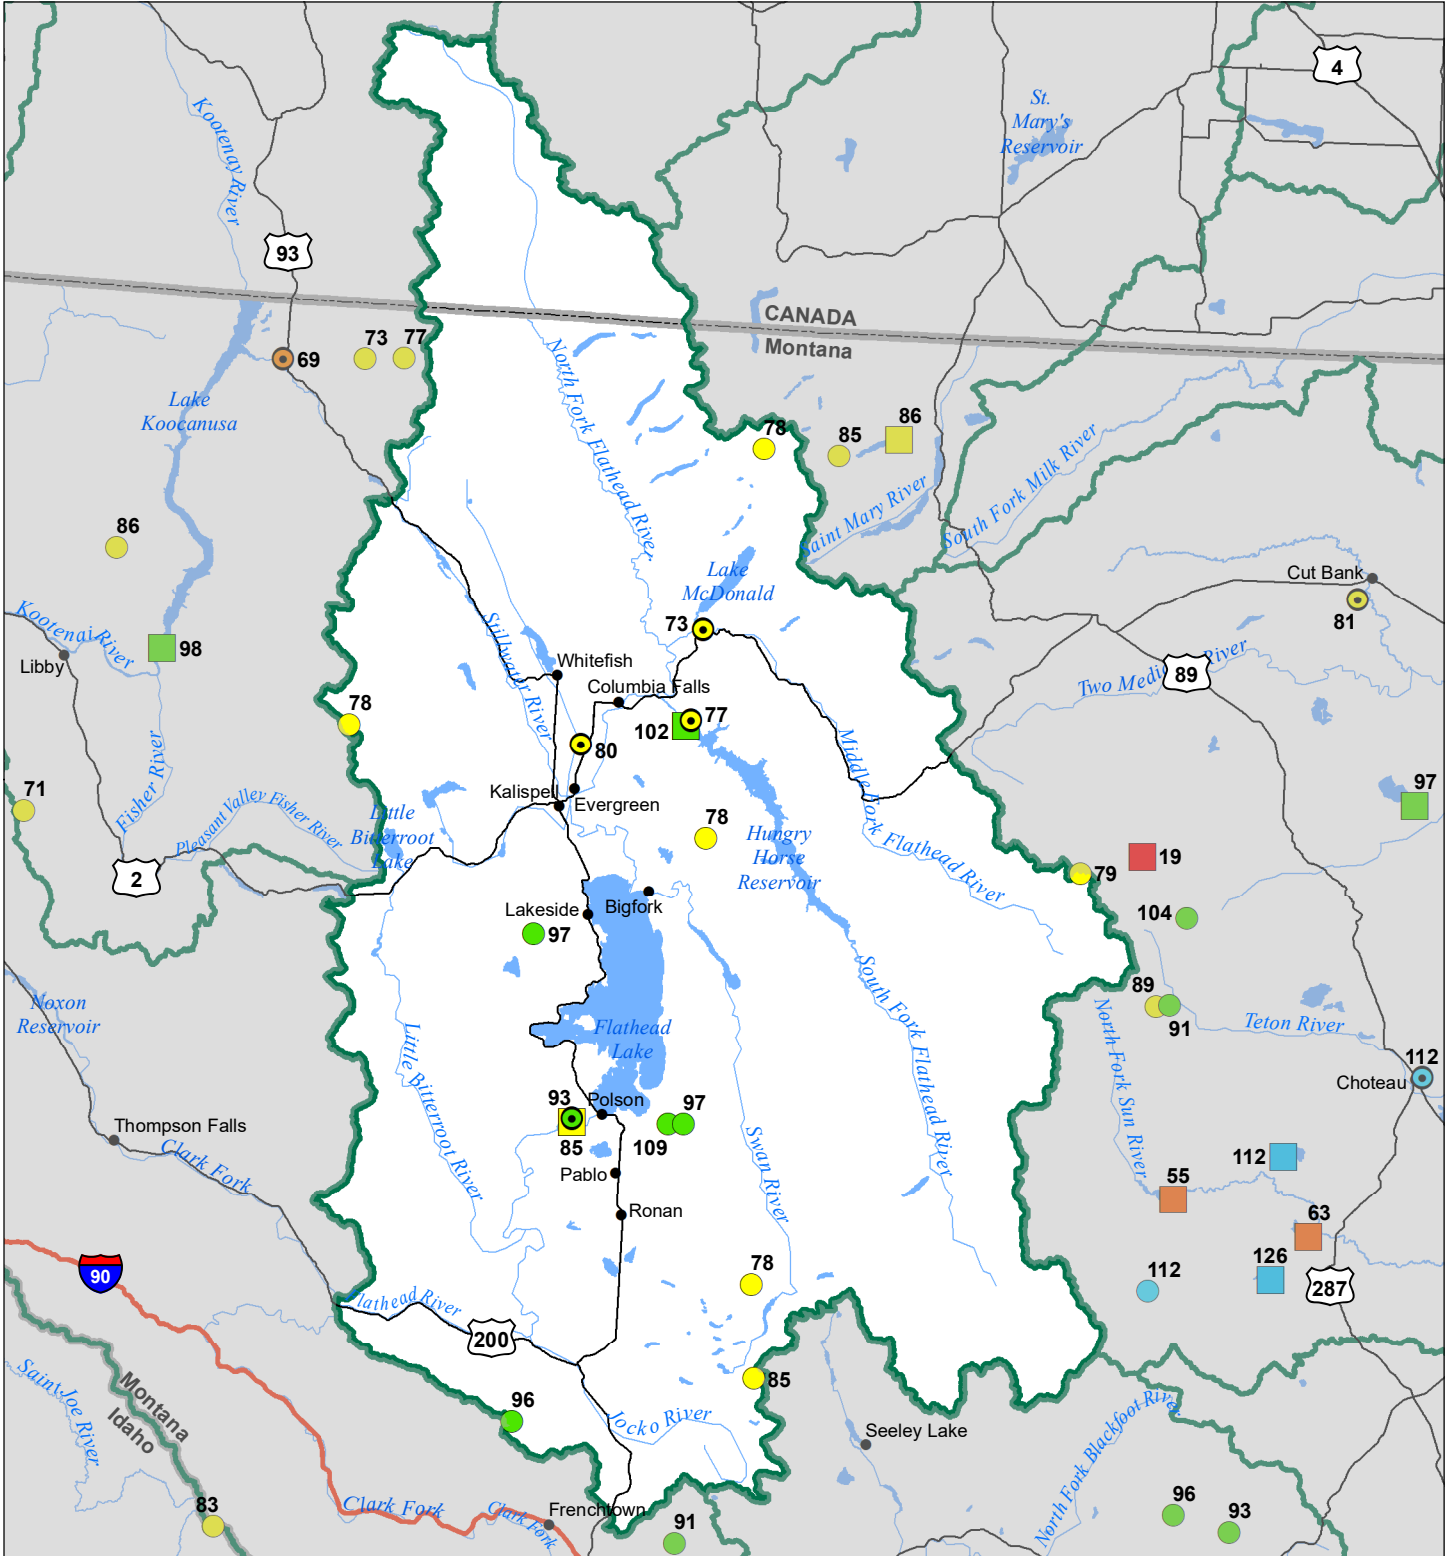 4
St.
Mary's
Reservoir
Kootenay River
93
CANADA
Montana
69
73
77
North Fork Flathead River
Lake
Koocanusa
78
85
86
South Fork Milk River
Saint Mary River
86
Lake
McDonald
Cut Bank
81
Kootenai River
Libby
98
Stillwater River
73
Whitefish
Columbia Falls
Two Medi
River
89
78
102
77
80
Middle Fork Flathead River
Fisher River
71
Pleasant Valley Fisher River
Kalispell
Evergreen
97
Little
Bitterroot
Lake
78
Hungry
Horse
Reservoir
2
19
79
Lakeside
Bigfork
104
97
South Fork Flathead River
Noxon
Reservoir
Flathead
Lake
89
91
North Fork Sun River
Teton River
Little Bitterroot River
112
Choteau
93
Polson
85
97
109
Thompson Falls
Clark Fork
Swan River
Pablo
112
55
Ronan
63
90
78
126
112
287
Flathead River
200
85
Montana
Idaho
Saint Joe River
96
Jocko River
Seeley Lake
North Fork Blackfoot River
83
Clark Fork
Clark Fork
Frenchtown
91
96
93